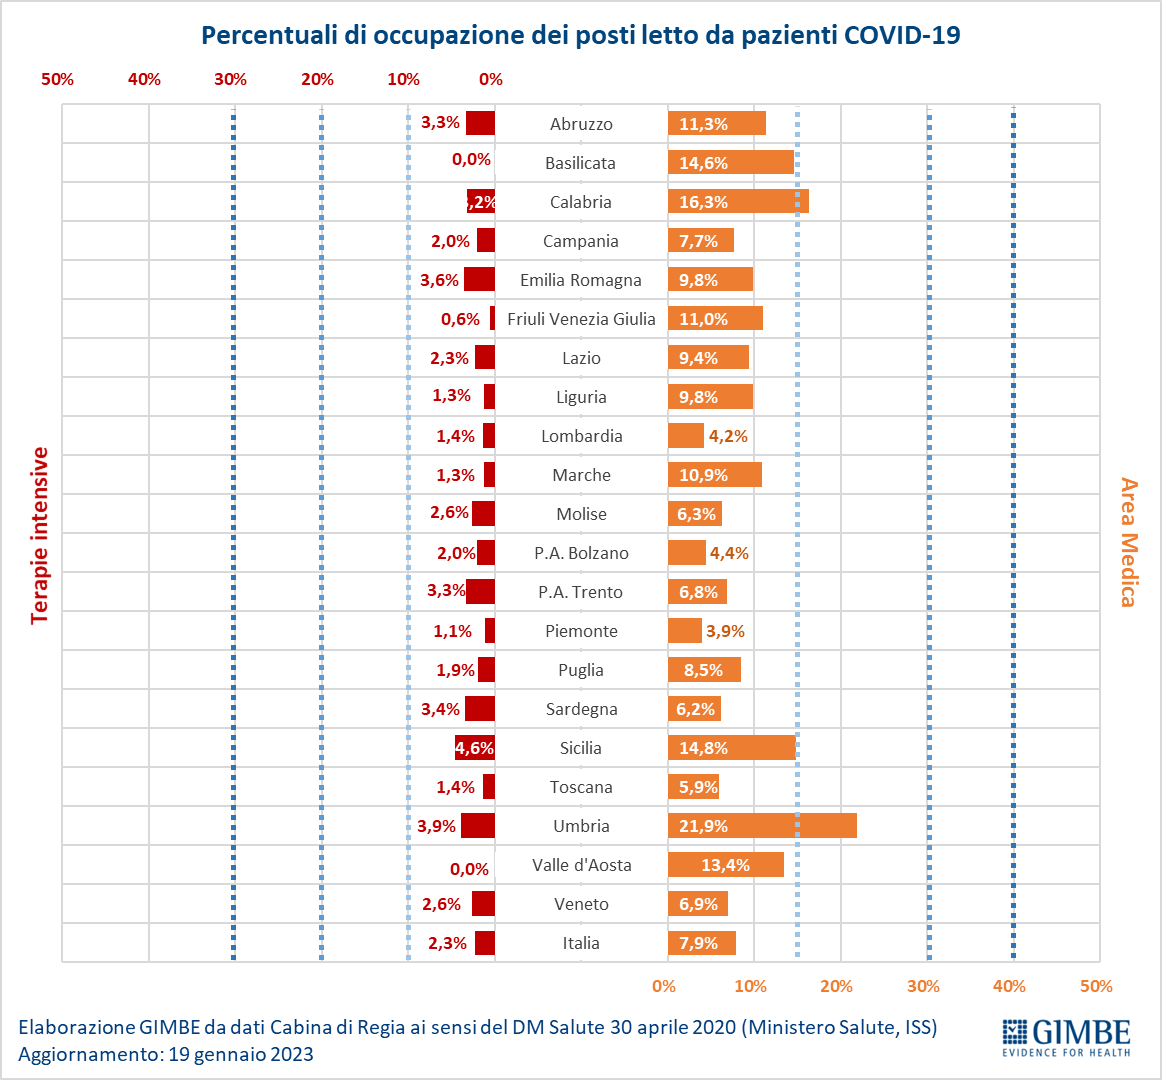 Percentuali di occupazione dei posti letto da pazienti COVID-19
50% 40% 30% 20% 10% 0%
3,3% Abruzzo 11,3%
0,0% Basilicata 14,6%
,2% Calabria 16,3%
2,0% Campania 7,7%
3,6% Emilia Romagna 9,8%
0,6% Friuli Venezia Giulia 11,0%
2,3% Lazio 9,4%
1,3% Liguria 9,8%
1,4% Lombardia 4,2%
1,3% Marche 10,9%
2,6% Molise 6,3%
2,0% P.A. Bolzano 4,4%
3,3% P.A. Trento 6,8%
1,1% Piemonte 3,9%
1,9% Puglia 8,5%
3,4% Sardegna 6,2%
4,6% Sicilia 14,8%
1,4% Toscana 5,9%
3,9% Umbria 21,9%
0,0% Valle d'Aosta 13,4%
2,6% Veneto 6,9%
2,3% Italia 7,9%
Terapie intensive
Area Medica
0% 10% 20% 30% 40% 50%
Elaborazione GIMBE da dati Cabina di Regia ai sensi del DM Salute 30 aprile 2020 (Ministero Salute, ISS)
Aggiornamento: 19 gennaio 2023
GIMBE
EVIDENCE FOR HEALTH